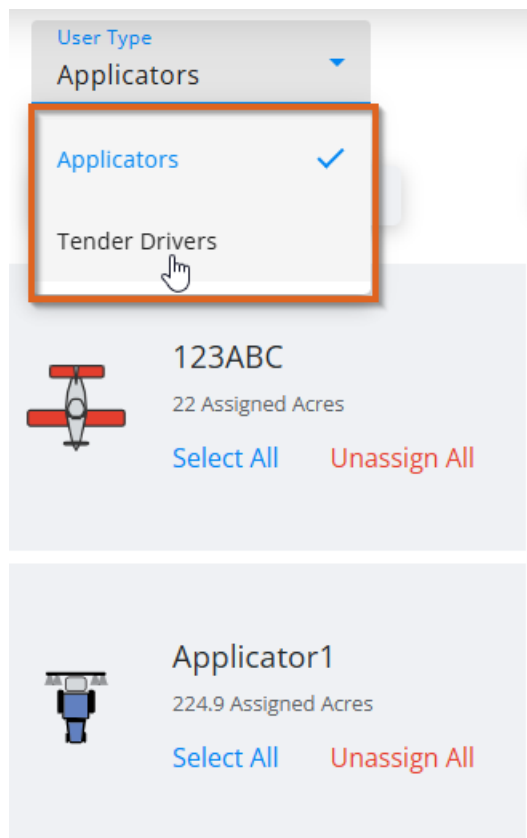 User Type
Applicators
Applicators
Tender Drivers
123ABC
22 Assigned Acres
Select All Unassign All
Applicator1
224.9 Assigned Acres
Select All Unassign All